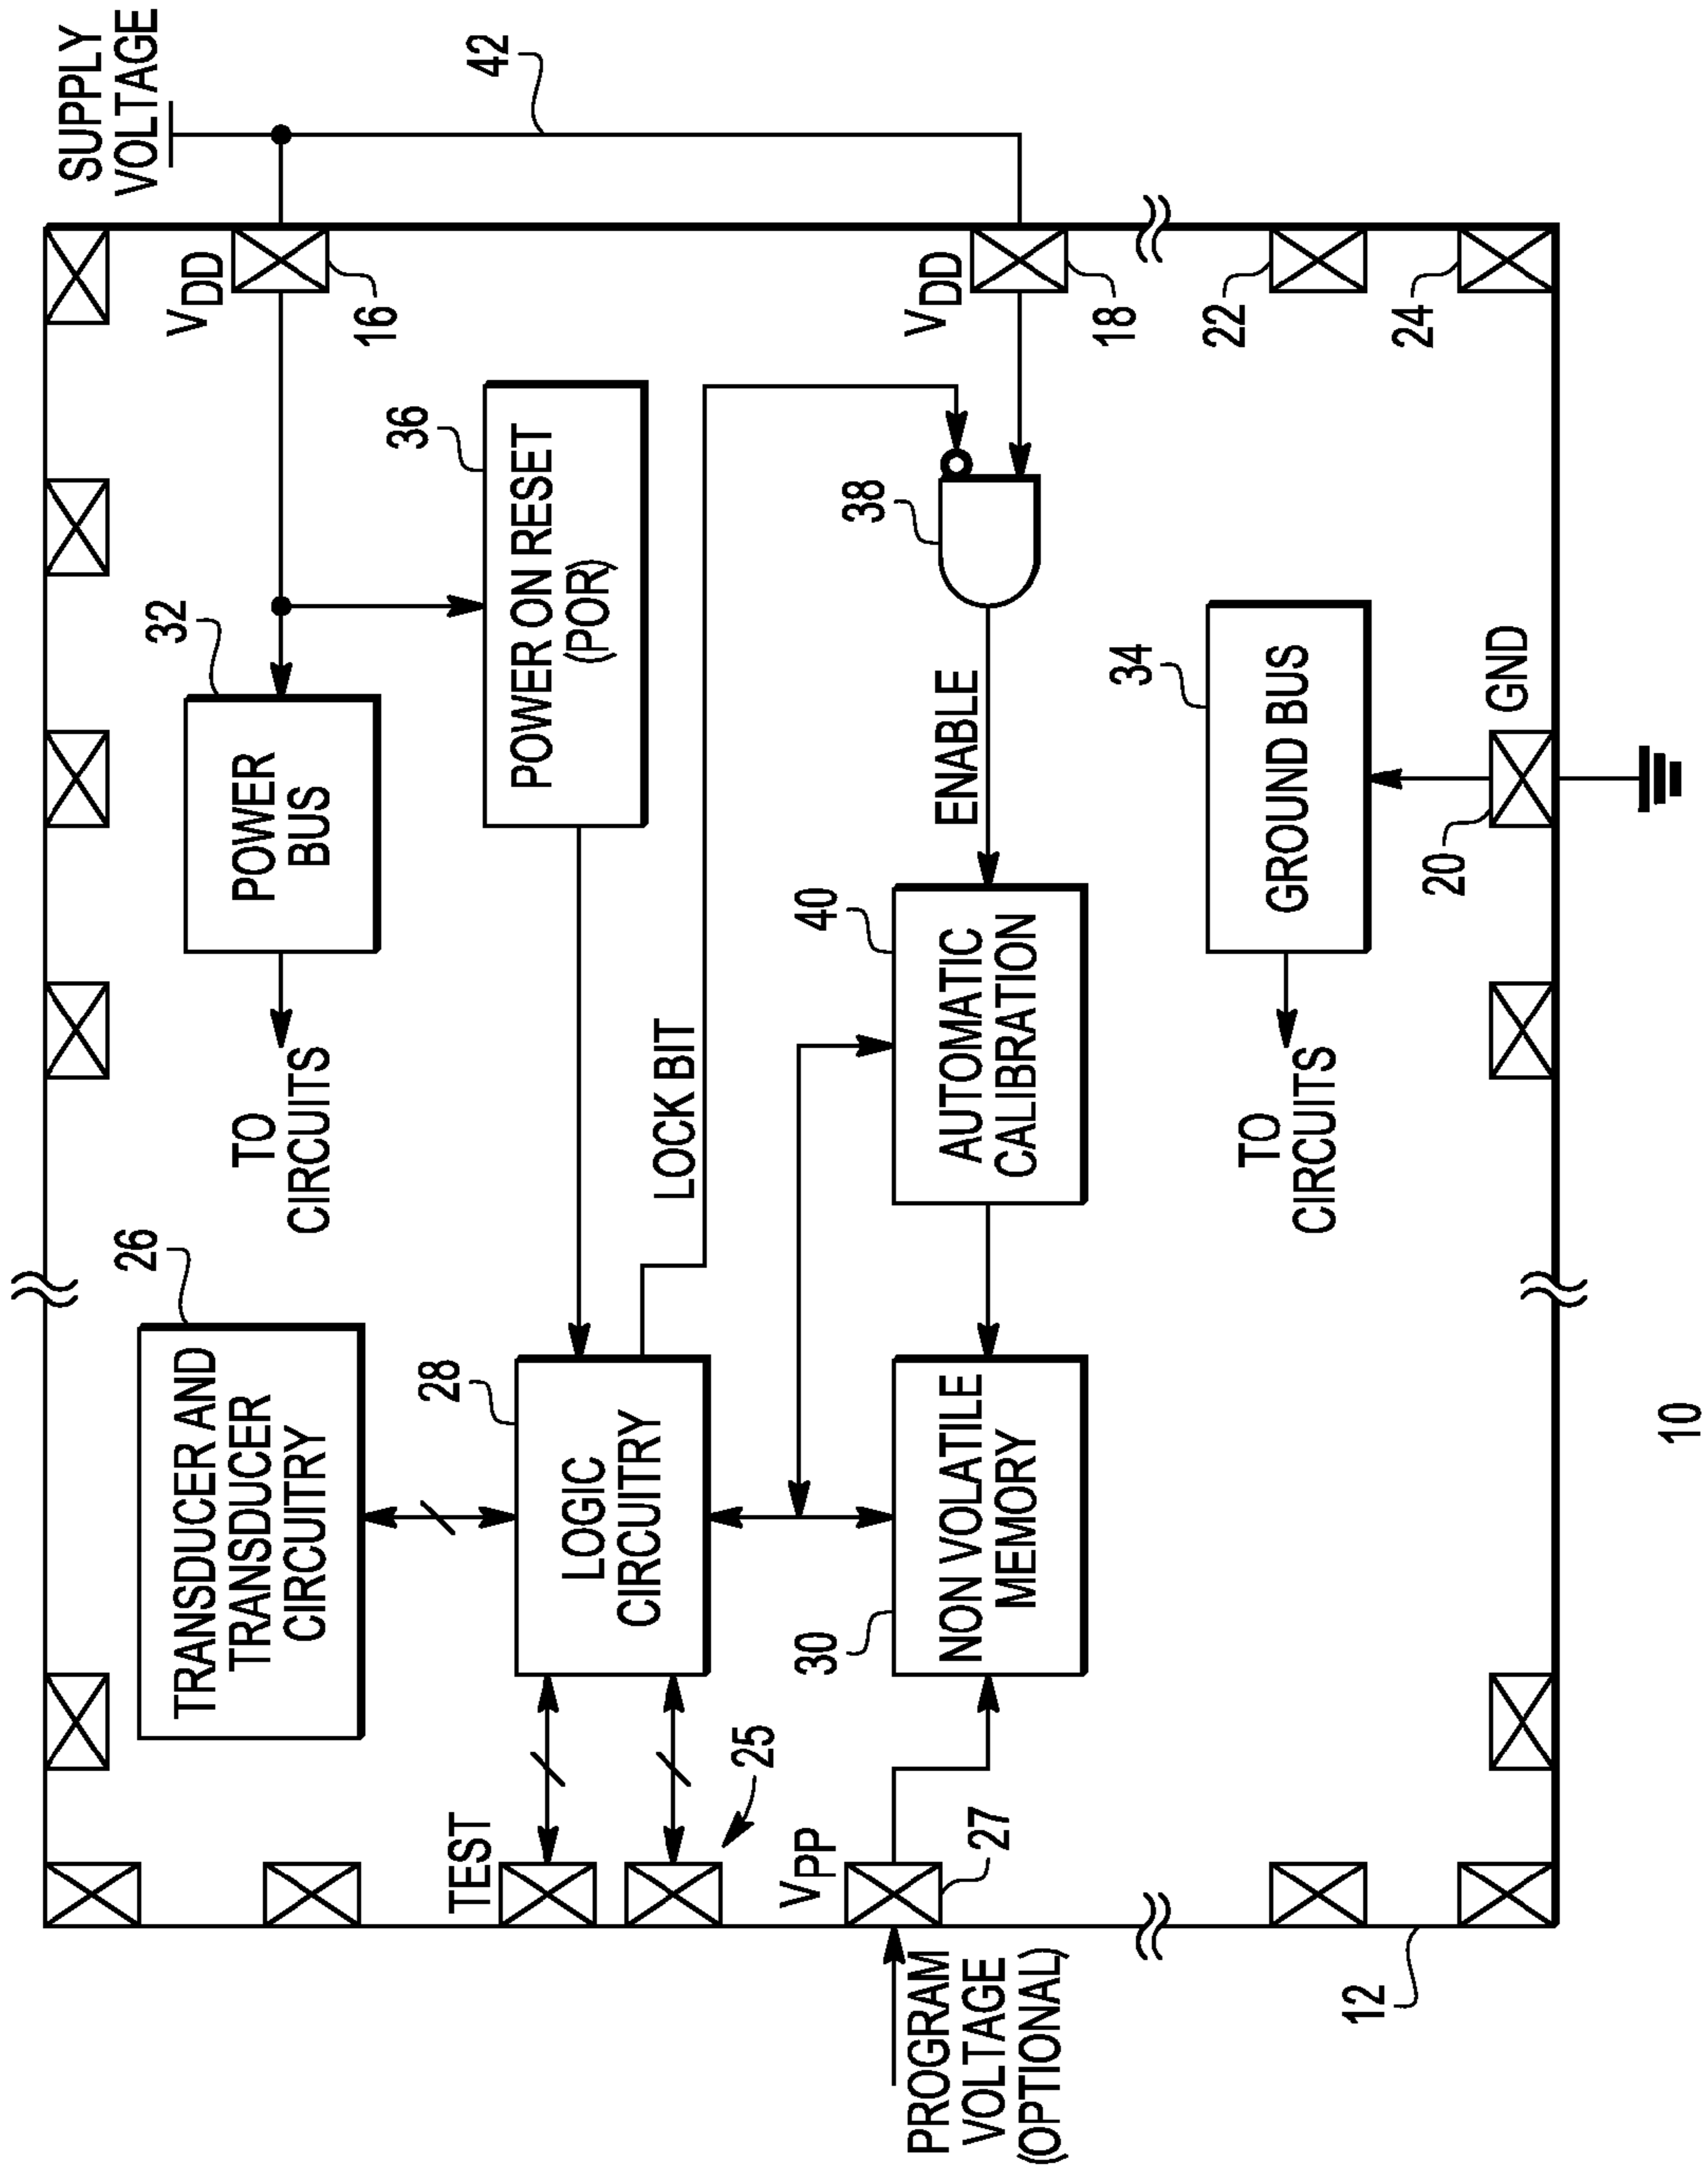 SUPPLY
VOLTAGE
42
VDD
16
32
POWER
BUS
TO
CIRCUITS
36
POWER ON RESET
(POR)
26
TRANSDUCER AND
TRANSDUCER
CIRCUITRY
28
LOGIC
CIRCUITRY
LOCK BIT
TEST
25
VDD
18
38
ENABLE
40
AUTOMATIC
CALIBRATION
30
NON VOLATILE
MEMORY
VPP
27
PROGRAM
VOLTAGE
(OPTIONAL)
22
24
34
GROUND BUS
TO
CIRCUITS
GND
20
12
10